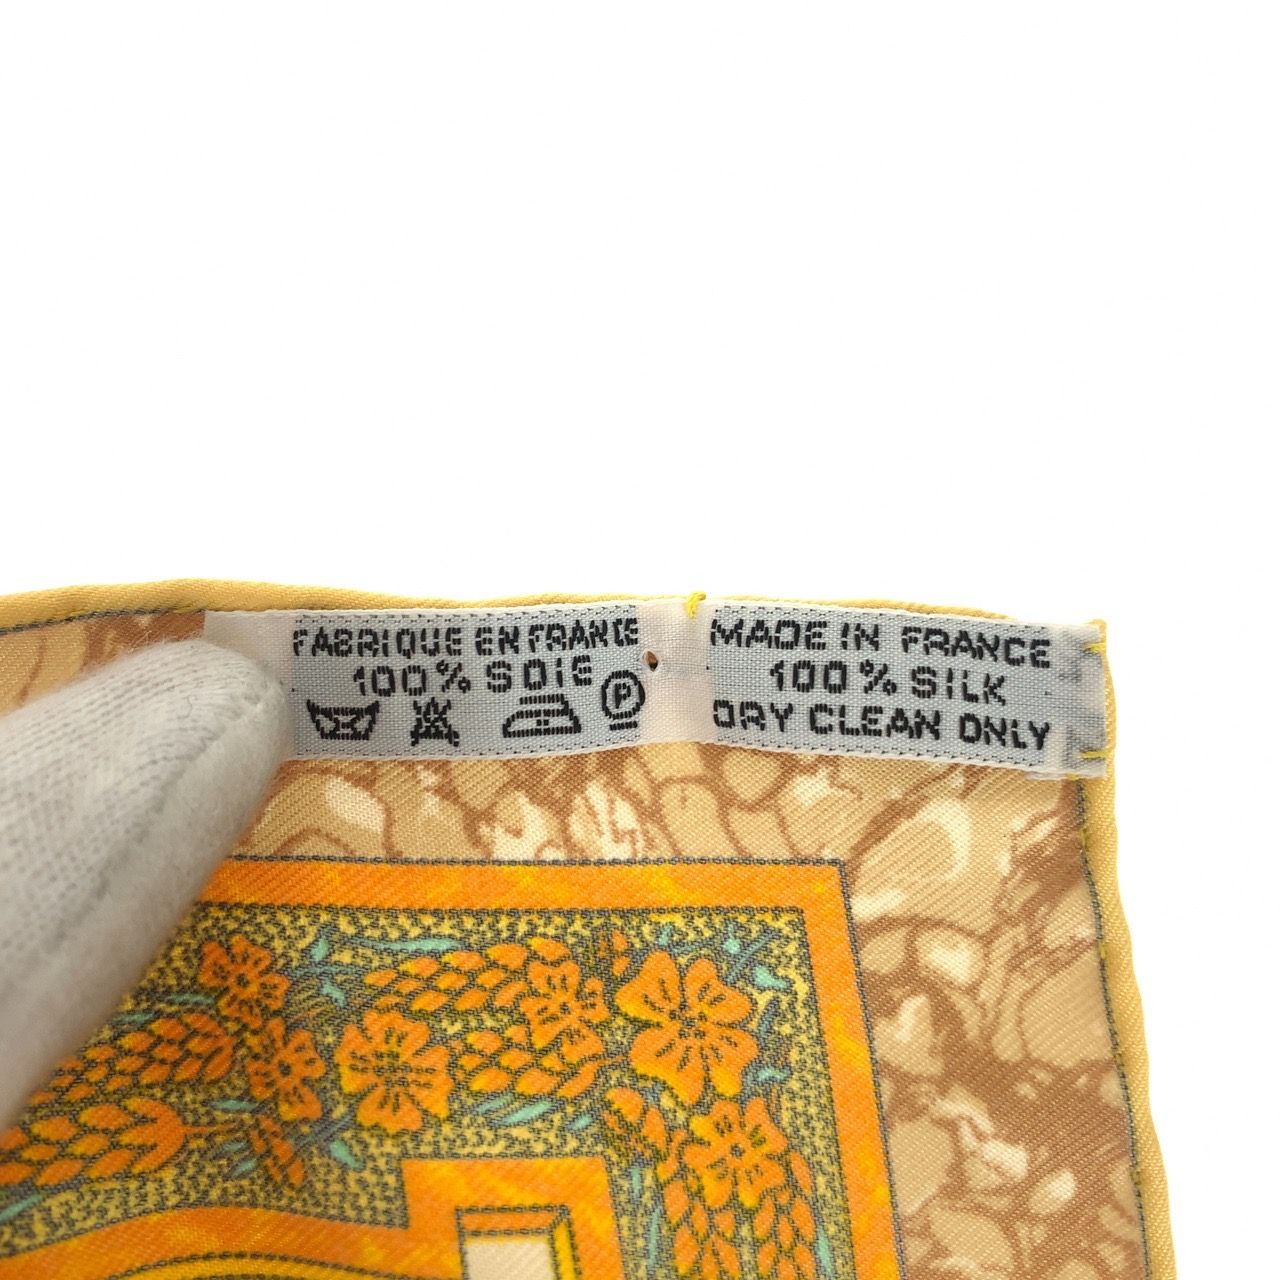 FABRIQUE EN FRANCE
100% SOIE
P
MADE IN FRANCE
100% SILK
DRY CLEAN ONLY